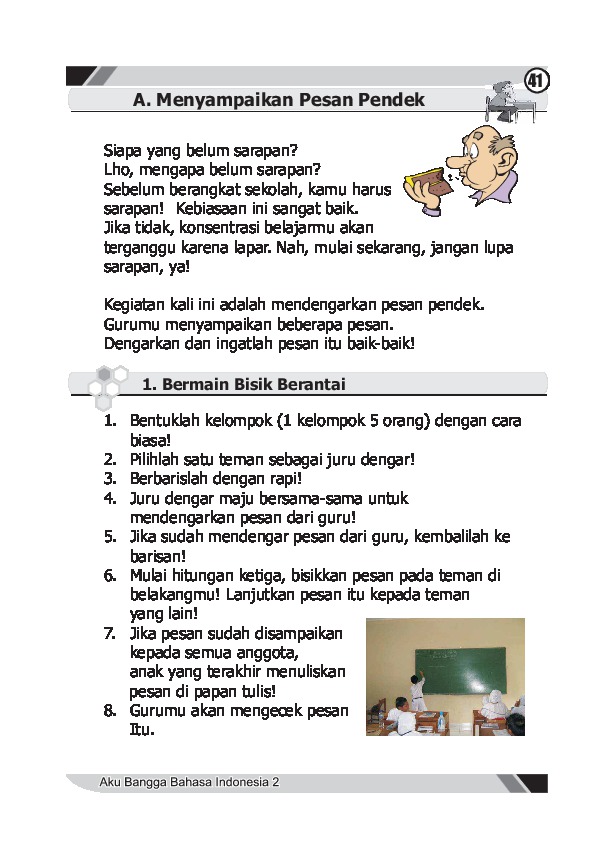 41
A. Menyampaikan Pesan Pendek
Siapa yang belum sarapan?
Lho, mengapa belum sarapan?
Sebelum berangkat sekolah, kamu harus
sarapan! Kebiasaan ini sangat baik.
Jika tidak, konsentrasi belajarmu akan
terganggu karena lapar. Nah, mulai sekarang, jangan lupa
sarapan, ya!
Kegiatan kali ini adalah mendengarkan pesan pendek.
Gurumu menyampaikan beberapa pesan.
Dengarkan dan ingatlah pesan itu baik-baik!
1. Bermain Bisik Berantai
1. Bentuklah kelompok (1 kelompok 5 orang) dengan cara
biasa!
2. Pilihlah satu teman sebagai juru dengar!
3. Berbarislah dengan rapi!
4. Juru dengar maju bersama-sama untuk
mendengarkan pesan dari guru!
5. Jika sudah mendengar pesan dari guru, kembalilah ke
barisan!
6. Mulai hitungan ketiga, bisikkan pesan pada teman di
belakangmu! Lanjutkan pesan itu kepada teman
yang lain!
7. Jika pesan sudah disampaikan
kepada semua anggota,
anak yang terakhir menuliskan
pesan di papan tulis!
8. Gurumu akan mengecek pesan
Itu.
Aku Bangga Bahasa Indonesia 2